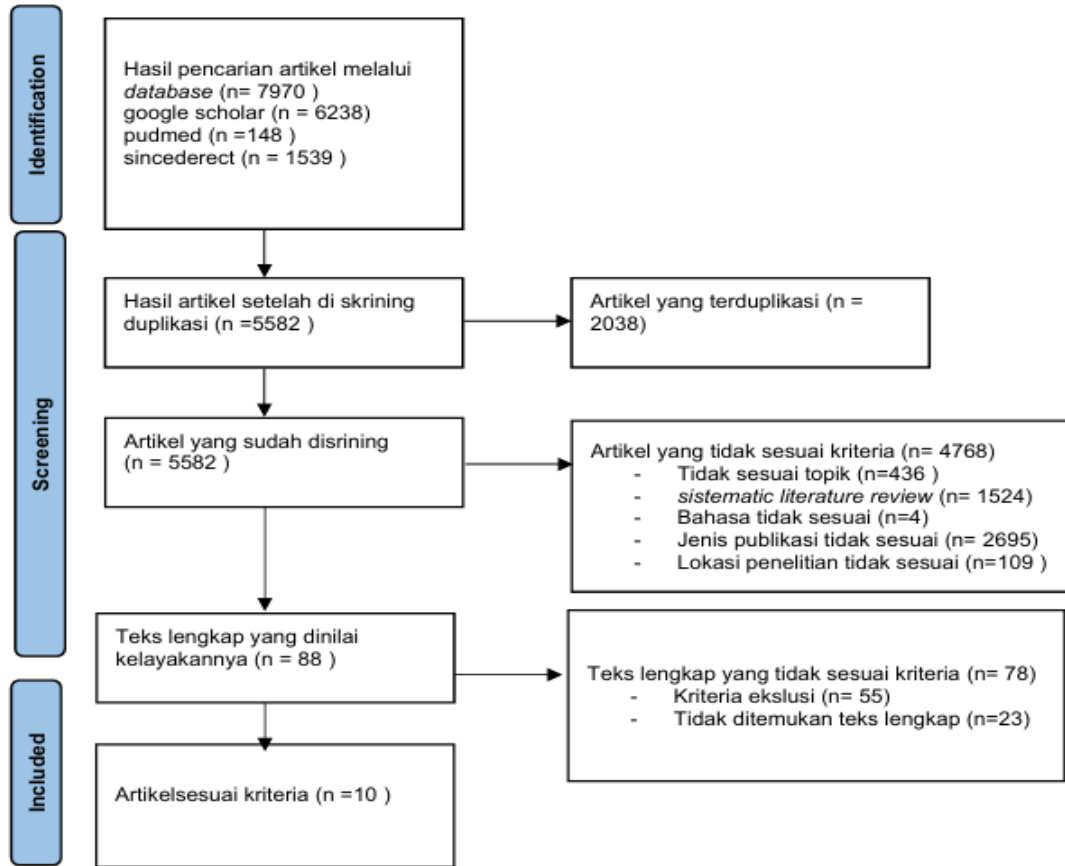 Identification
Hasil pencarian artikel melalui
database (n= 7970 )
google scholar (n = 6238)
pudmed (n =148 )
sincederect (n = 1539 )
Screening
Hasil artikel setelah di skrining
duplikasi (n =5582 )
Artikel yang terduplikasi (n =
2038)
Artikel yang sudah disrining
(n = 5582 )
Artikel yang tidak sesuai kriteria (n= 4768)
- Tidak sesuai topik (n=436 )
- sistematic literature review (n= 1524)
- Bahasa tidak sesuai (n=4)
- Jenis publikasi tidak sesuai (n= 2695)
- Lokasi penelitian tidak sesuai (n=109 )
Teks lengkap yang dinilai
kelayakannya (n = 88 )
Teks lengkap yang tidak sesuai kriteria (n= 78)
- Kriteria ekslusi (n= 55)
- Tidak ditemukan teks lengkap (n=23)
Included
Artikelsesuai kriteria (n =10 )